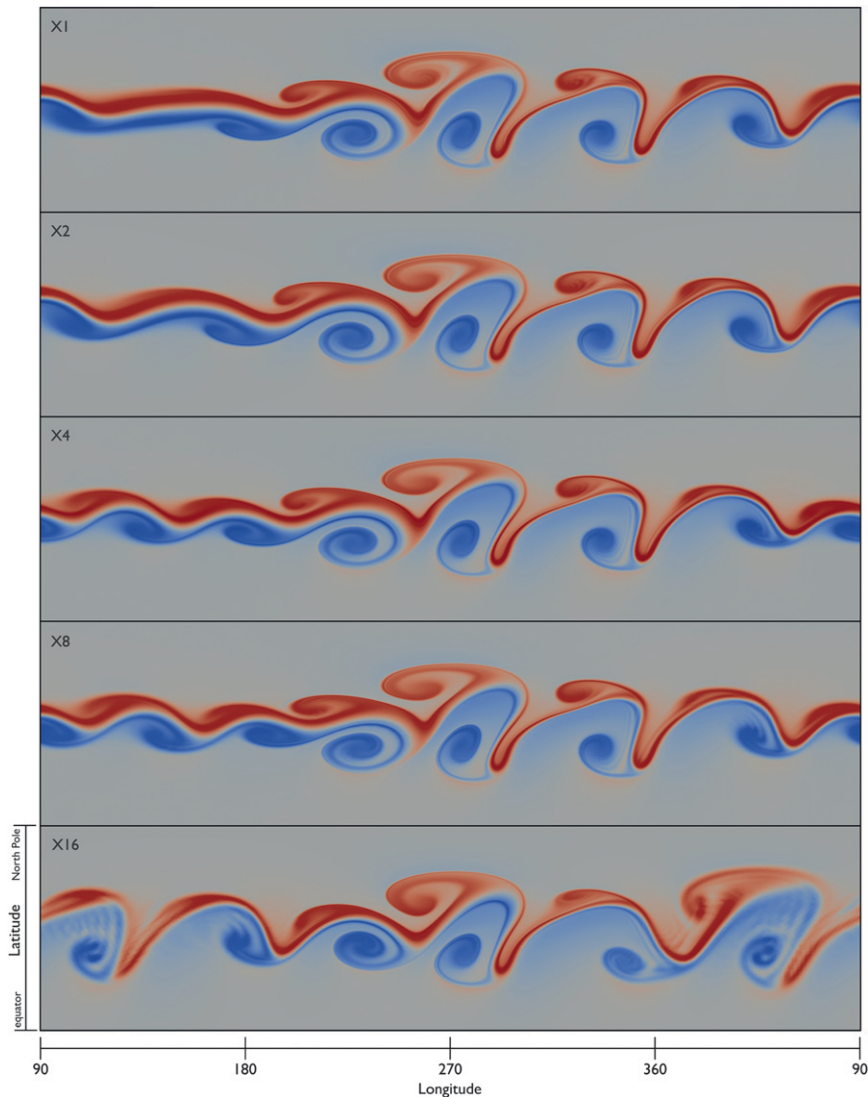 X1
X2
X4
X8
X16
North Pole
Latitude
equator
90 180 270 360 90
Longitude